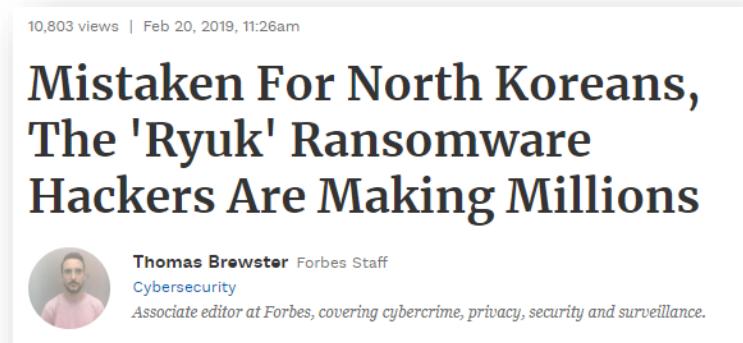 10,803 views | Feb 20, 2019, 11:26am
Mistaken For North Koreans,
The 'Ryuk' Ransomware
Hackers Are Making Millions
Thomas Brewster Forbes Staff
Cybersecurity
Associate editor at Forbes, covering cybercrime, privacy, security and surveillance.